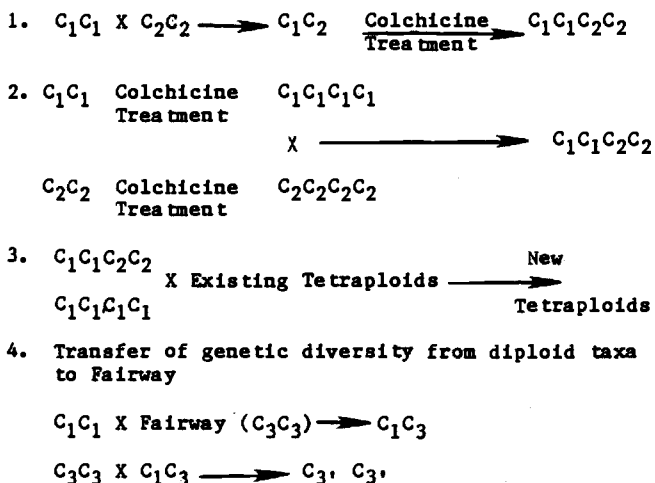 1. C₁C₁ X C₂C₂ ⟶ C₁C₂ Colchicine Treatment ⟶ C₁C₁C₂C₂
2. C₁C₁ Colchicine Treatment C₁C₁C₁C₁
X ⟶ C₁C₁C₂C₂
C₂C₂ Colchicine Treatment C₂C₂C₂C₂
3. C₁C₁C₂C₂
X Existing Tetraploids ⟶ New Tetraploids
C₁C₁C₁C₁
4. Transfer of genetic diversity from diploid taxa
to Fairway
C₁C₁ X Fairway (C₃C₃) ⟶ C₁C₃
C₃C₃ X C₁C₃ ⟶ C₃, C₃,